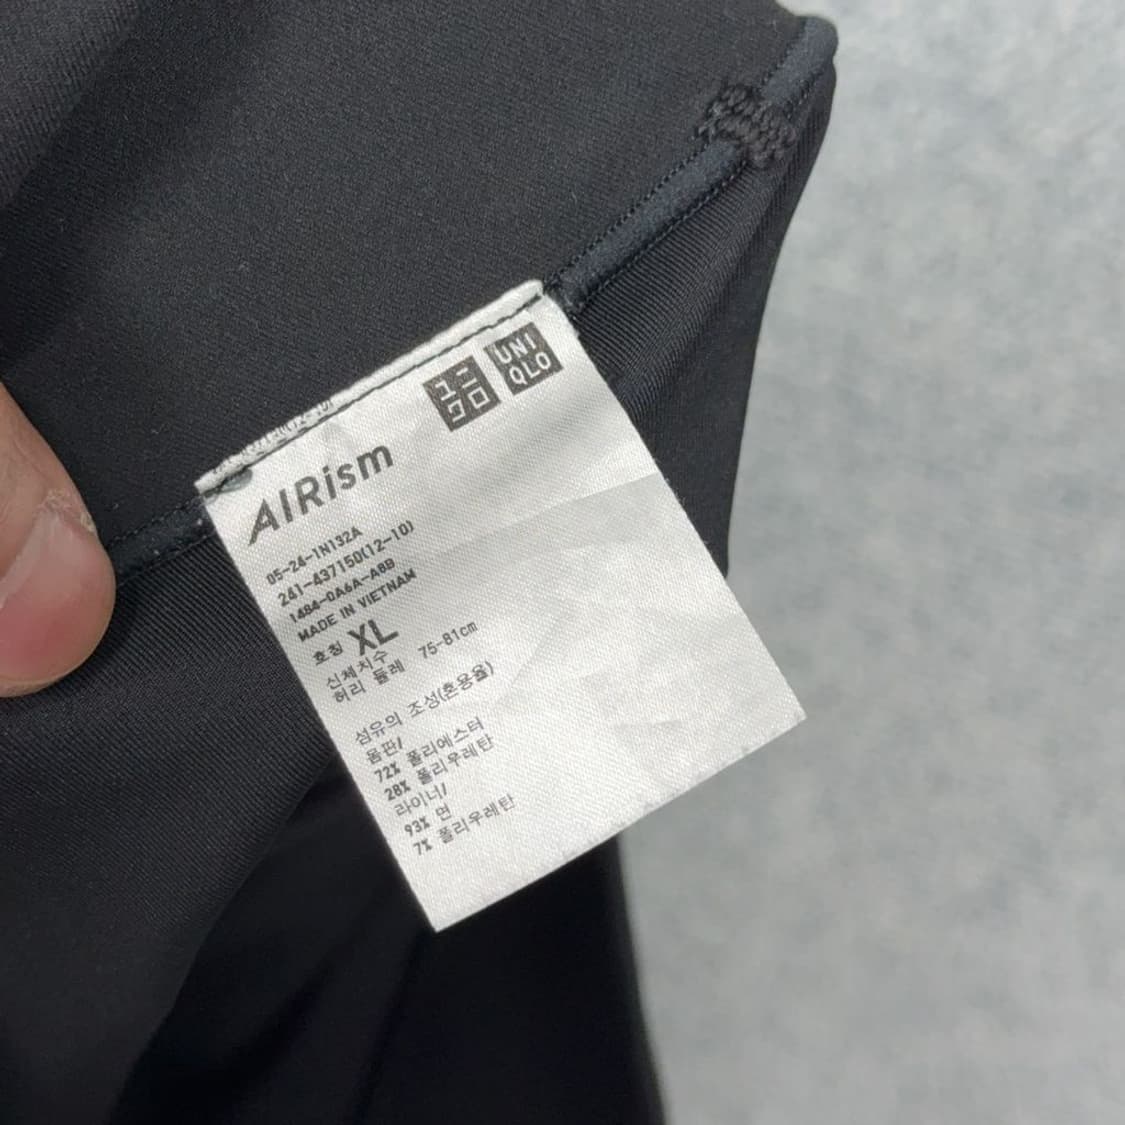 ユニ
クロ
UNI
QLO
AIRism
05-24-1N132A
241-437150(12-10)
1484-0A6A-A8B
MADE IN VIETNAM
호칭 XL
신체치수
허리 둘레 75-81cm
섬유의 조성(혼용율)
몸판/
72% 폴리에스터
28% 폴리우레탄
라이너/
93% 면
7% 폴리우레탄